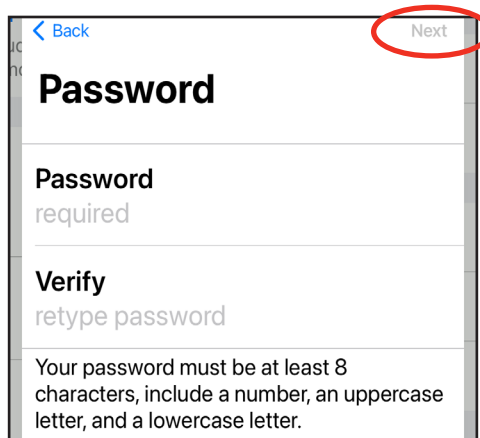 Back
Next
Password
Password
required
Verify
retype password
Your password must be at least 8
characters, include a number, an uppercase
letter, and a lowercase letter.